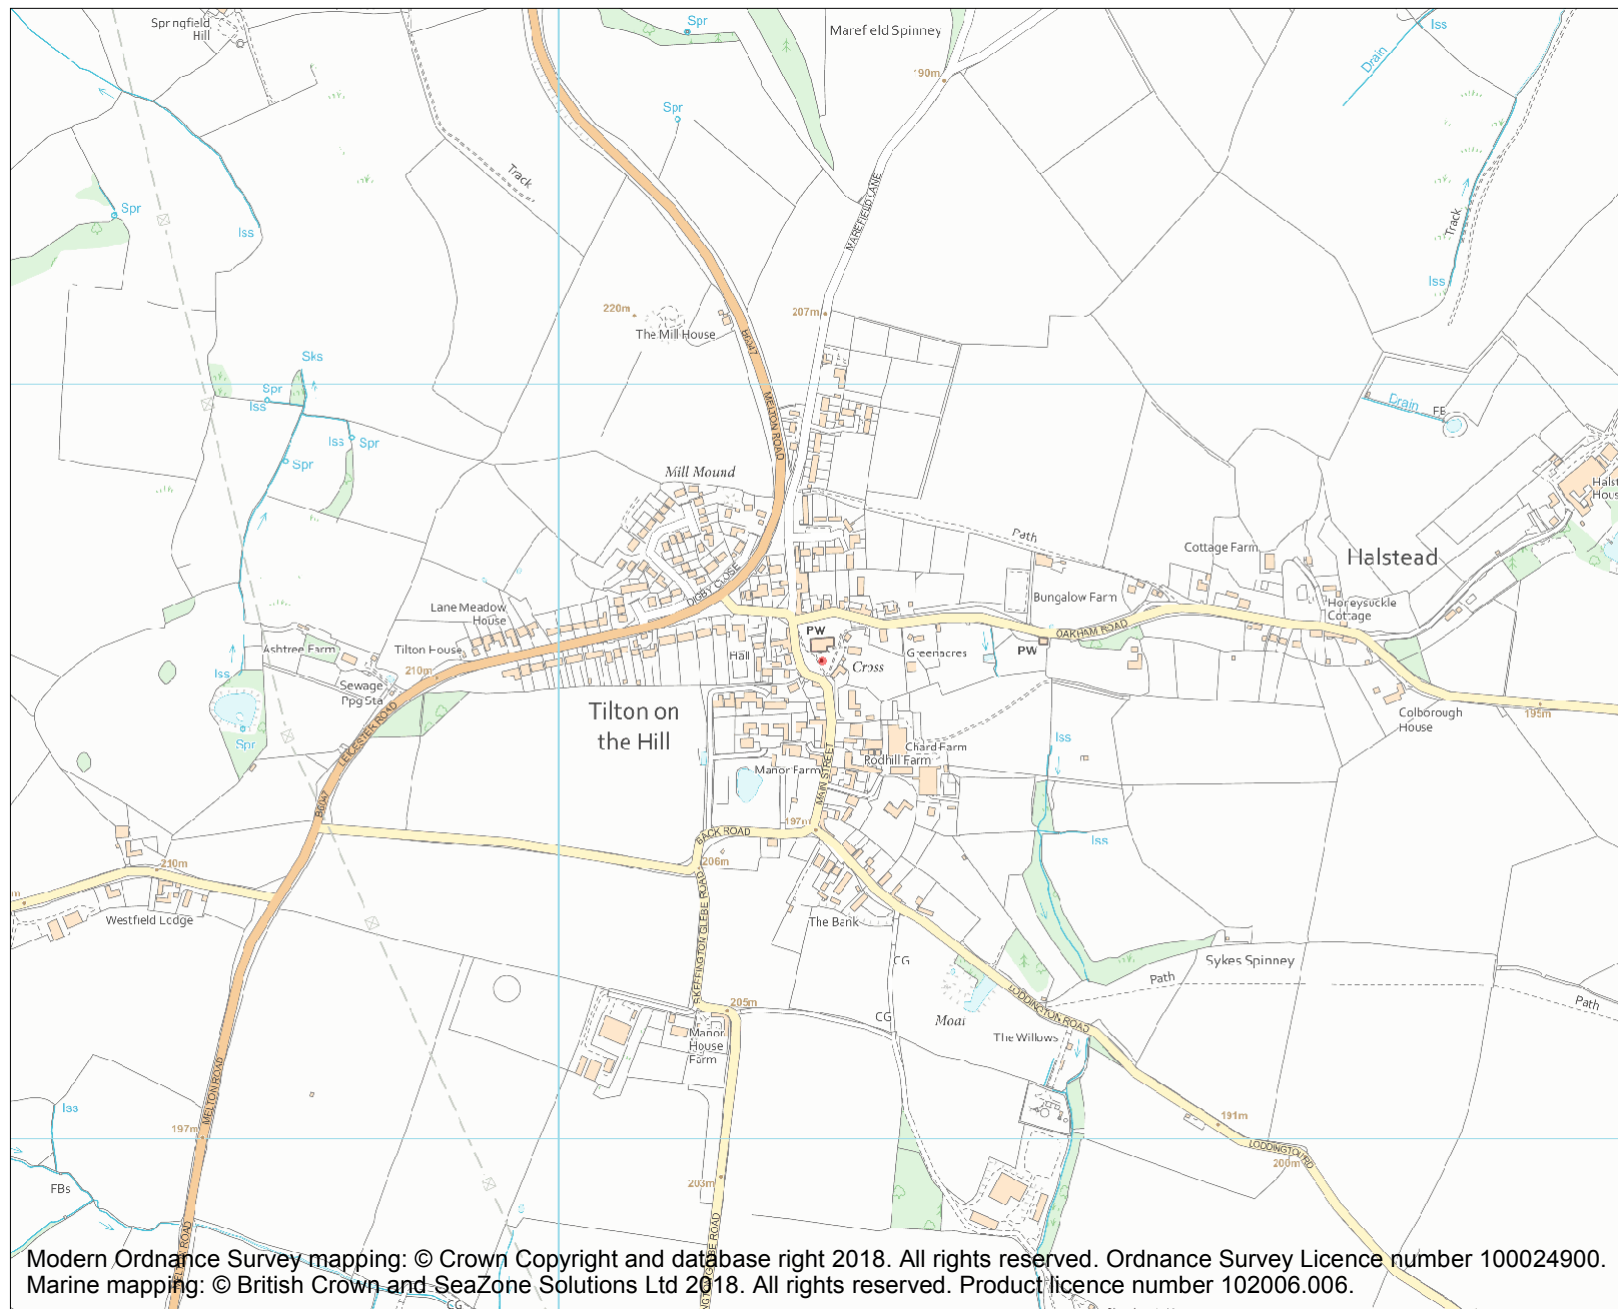 Springfield
Hill
Spr
Marefield Spinney
Iss
Drain
190m
Spr
Track
Spr
Iss
MAREFIELD LANE
Track
Iss
220m
The Mill House
207m
B6047
Sks
Spr
Iss
Iss
Spr
Spr
MELTON ROAD
Drain
FB
Mill Mound
Path
Cottage Farm
Halstead
Bungalow Farm
Honeysuckle
Cottage
DIGBY CLOSE
Lane Meadow
House
PW
OAKHAM ROAD
PW
Ashtree Farm
Tilton House
210m
Hall
Cross
Greenacres
Iss
Sewage
Ppg Sta
Tilton on
the Hill
Colborough
House
195m
Spr
LEICESTER ROAD
Iss
Chard Farm
Rodhill Farm
Manor Farm
MAIN STREET
B6047
197m
BACK ROAD
Iss
210m
206m
m
Westfield Lodge
SKEFFINGTON GLEBE ROAD
The Bank
CG
Sykes Spinney
Path
Path
205m
CG
Moat
LODDINGTON ROAD
Manor
House
Farm
The Willows
MELTON ROAD
Iss
197m
191m
LODDINGTON RD
200m
203m
FBs
MELTON ROAD
Modern Ordnance Survey mapping: © Crown Copyright and database right 2018. All rights reserved. Ordnance Survey Licence number 100024900.
Marine mapping: © British Crown and SeaZone Solutions Ltd 2018. All rights reserved. Product licence number 102006.006.
CG